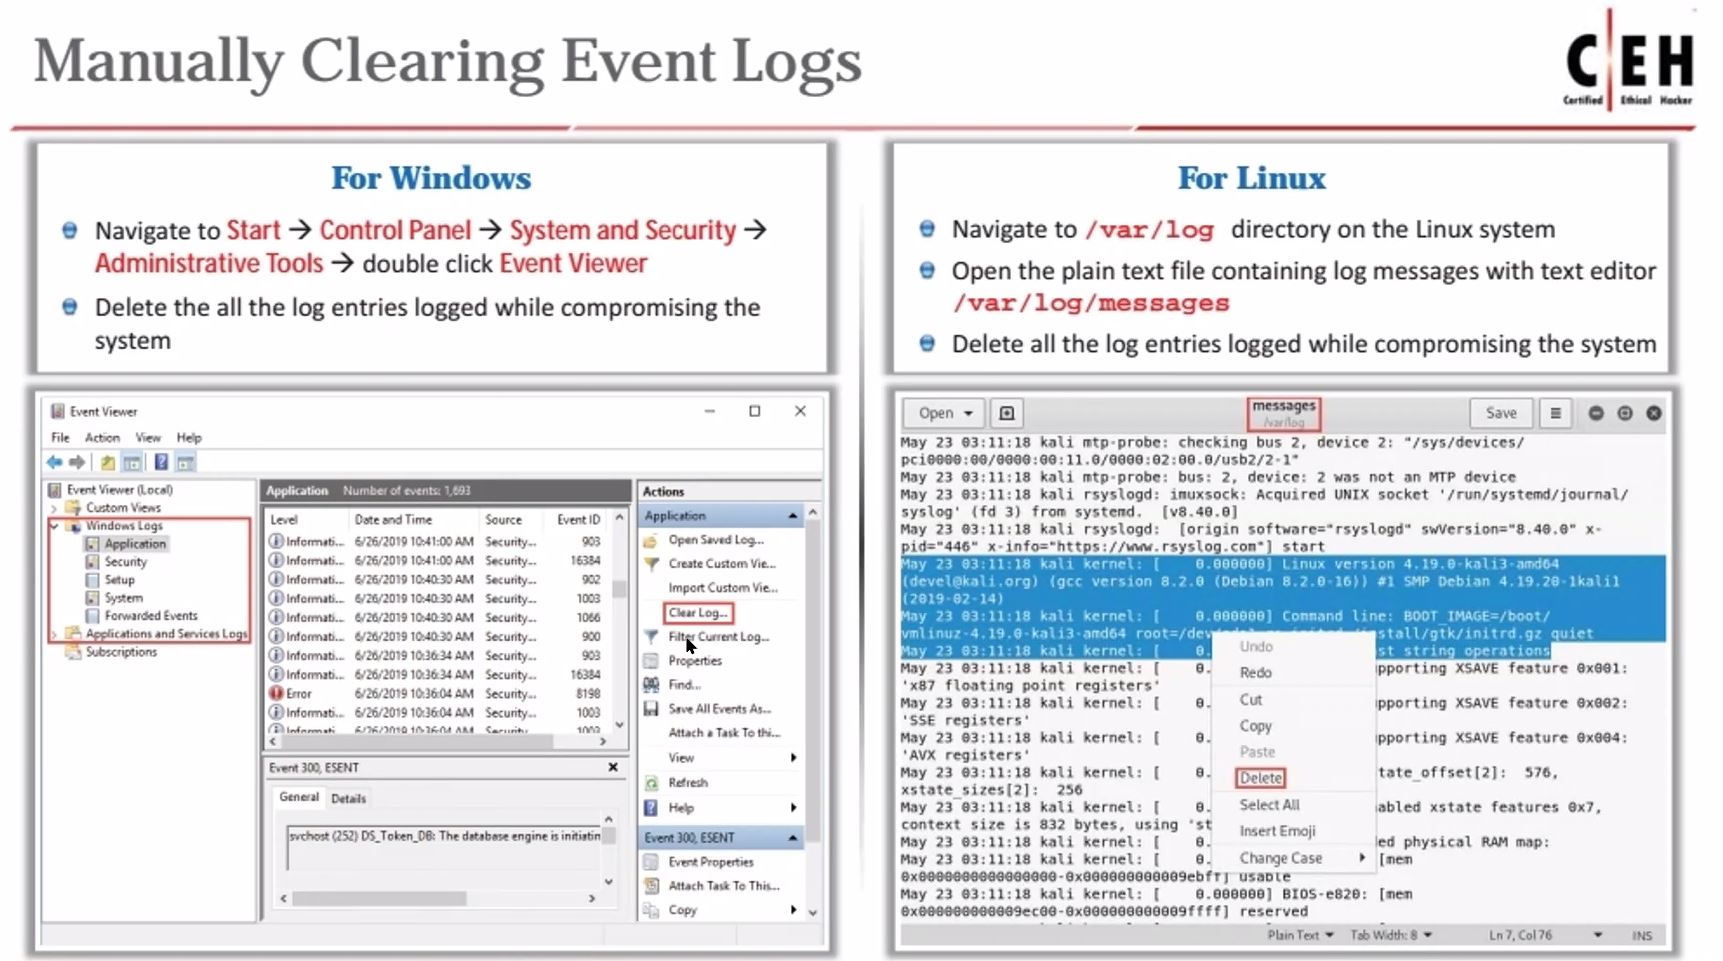 Manually Clearing Event Logs
C|EH
Certified Ethical Hacker
For Windows
Navigate to Start → Control Panel → System and Security →
Administrative Tools → double click Event Viewer
Delete the all the log entries logged while compromising the
system
For Linux
Navigate to /var/log directory on the Linux system
Open the plain text file containing log messages with text editor
/var/log/messages
Delete all the log entries logged while compromising the system
Event Viewer
File Action View Help
Event Viewer (Local)
Custom Views
Windows Logs
Application
Security
Setup
System
Forwarded Events
Applications and Services Logs
Subscriptions
Application Number of events: 1,693
Level Date and Time Source Event ID
Informati... 6/26/2019 10:41:00 AM Security... 903
Informati... 6/26/2019 10:41:00 AM Security... 16384
Informati... 6/26/2019 10:40:30 AM Security... 902
Informati... 6/26/2019 10:40:30 AM Security... 1003
Informati... 6/26/2019 10:40:30 AM Security... 1066
Informati... 6/26/2019 10:40:30 AM Security... 900
Informati... 6/26/2019 10:36:34 AM Security... 903
Informati... 6/26/2019 10:36:34 AM Security... 16384
Error 6/26/2019 10:36:04 AM Security... 8198
Informati... 6/26/2019 10:36:04 AM Security... 1003
Informati... 6/26/2019 10:36:04 AM Security... 1003
Event 300, ESENT
General Details
svchost (252) DS_Token_DB: The database engine is initiatin
Actions
Application
Open Saved Log...
Create Custom Vie...
Import Custom Vie...
Clear Log...
Filter Current Log...
Properties
Find...
Save All Events As...
Attach a Task To thi...
View
Refresh
Help
Event 300, ESENT
Event Properties
Attach Task To This...
Copy
Open messages Save
/var/log
May 23 03:11:18 kali mtp-probe: checking bus 2, device 2: "/sys/devices/
pci0000:00/0000:00:11.0/0000:02:00.0/usb2/2-1"
May 23 03:11:18 kali mtp-probe: bus: 2, device: 2 was not an MTP device
May 23 03:11:18 kali rsyslogd: imuxsock: Acquired UNIX socket '/run/systemd/journal/
syslog' (fd 3) from systemd. [v8.40.0]
May 23 03:11:18 kali rsyslogd: [origin software="rsyslogd" swVersion="8.40.0" x-
pid="446" x-info="https://www.rsyslog.com"] start
May 23 03:11:18 kali kernel: [ 0.000000] Linux version 4.19.0-kali3-amd64
(devel@kali.org) (gcc version 8.2.0 (Debian 8.2.0-16)) #1 SMP Debian 4.19.20-1kali1
(2019-02-14)
May 23 03:11:18 kali kernel: [ 0.000000] Command line: BOOT_IMAGE=/boot/
vmlinuz-4.19.0-kali3-amd64 quiet
May 23 03:11:18 kali kernel: [ 0. st string operations
May 23 03:11:18 kali kernel: [ 0. pporting XSAVE feature 0x001:
'x87 floating point registers'
May 23 03:11:18 kali kernel: [ 0. pporting XSAVE feature 0x002:
'SSE registers'
May 23 03:11:18 kali kernel: [ 0. pporting XSAVE feature 0x004:
'AVX registers'
May 23 03:11:18 kali kernel: [ 0. tate_offset[2]: 576,
xstate_sizes[2]: 256
May 23 03:11:18 kali kernel: [ 0. abled xstate features 0x7,
context size is 832 bytes, using 'st
May 23 03:11:18 kali kernel: [ 0. ed physical RAM map:
May 23 03:11:18 kali kernel: [ 0. [mem
0x0000000000000000-0x000000000009ebff] usable
May 23 03:11:18 kali kernel: [ 0.000000] BIOS-e820: [mem
0x000000000009ec00-0x000000000009ffff] reserved
Undo
Redo
Cut
Copy
Paste
Delete
Select All
Insert Emoji
Change Case
Plain Text Tab Width: 8 Ln 7, Col 76 INS